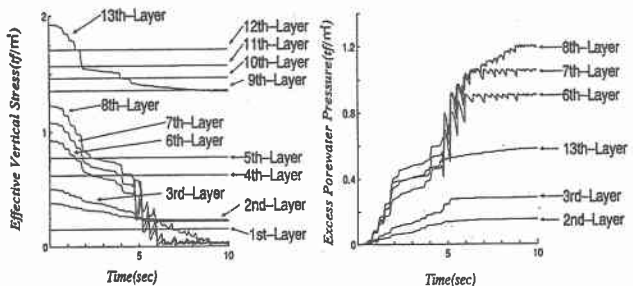 Effective Vertical Stress(tf/m²)
2
1
0
13th-Layer
12th-Layer
11th-Layer
10th-Layer
9th-Layer
8th-Layer
7th-Layer
6th-Layer
5th-Layer
4th-Layer
3rd-Layer
2nd-Layer
1st-Layer
5
10
Time(sec)
Excess Porewater Pressure(tf/m²)
1.2
0.8
0.4
0
8th-Layer
7th-Layer
6th-Layer
13th-Layer
3rd-Layer
2nd-Layer
0
5
10
Time(sec)